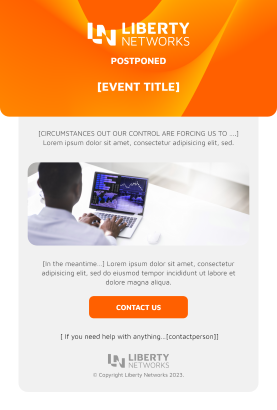 LIBERTY
NETWORKS
POSTPONED
[EVENT TITLE]
[CIRCUMSTANCES OUT OUR CONTROL ARE FORCING US TO ....]
Lorem ipsum dolor sit amet, consectetur adipisicing elit, sed.
[In the meantime...] Lorem ipsum dolor sit amet, consectetur
adipisicing elit, sed do eiusmod tempor incididunt ut labore et
dolore magna aliqua.
CONTACT US
[ If you need help with anything...[contactperson]]
LIBERTY
NETWORKS
© Copyright Liberty Networks 2023.